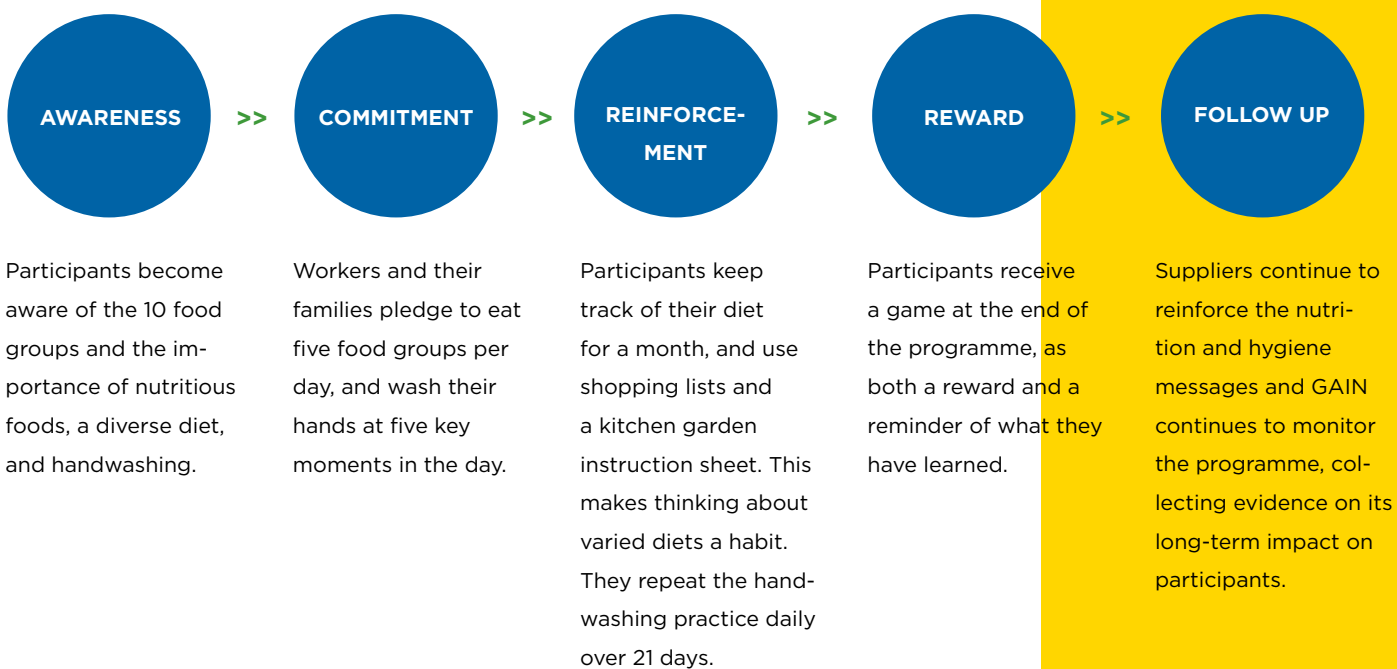 AWARENESS
>>
COMMITMENT
>>
REINFORCE-
MENT
>>
REWARD
>>
FOLLOW UP
Participants become
aware of the 10 food
groups and the im-
portance of nutritious
foods, a diverse diet,
and handwashing.
Workers and their
families pledge to eat
five food groups per
day, and wash their
hands at five key
moments in the day.
Participants keep
track of their diet
for a month, and use
shopping lists and
a kitchen garden
instruction sheet. This
makes thinking about
varied diets a habit.
They repeat the hand-
washing practice daily
over 21 days.
Participants receive
a game at the end of
the programme, as
both a reward and a
reminder of what they
have learned.
Suppliers continue to
reinforce the nutri-
tion and hygiene
messages and GAIN
continues to monitor
the programme, col-
lecting evidence on its
long-term impact on
participants.